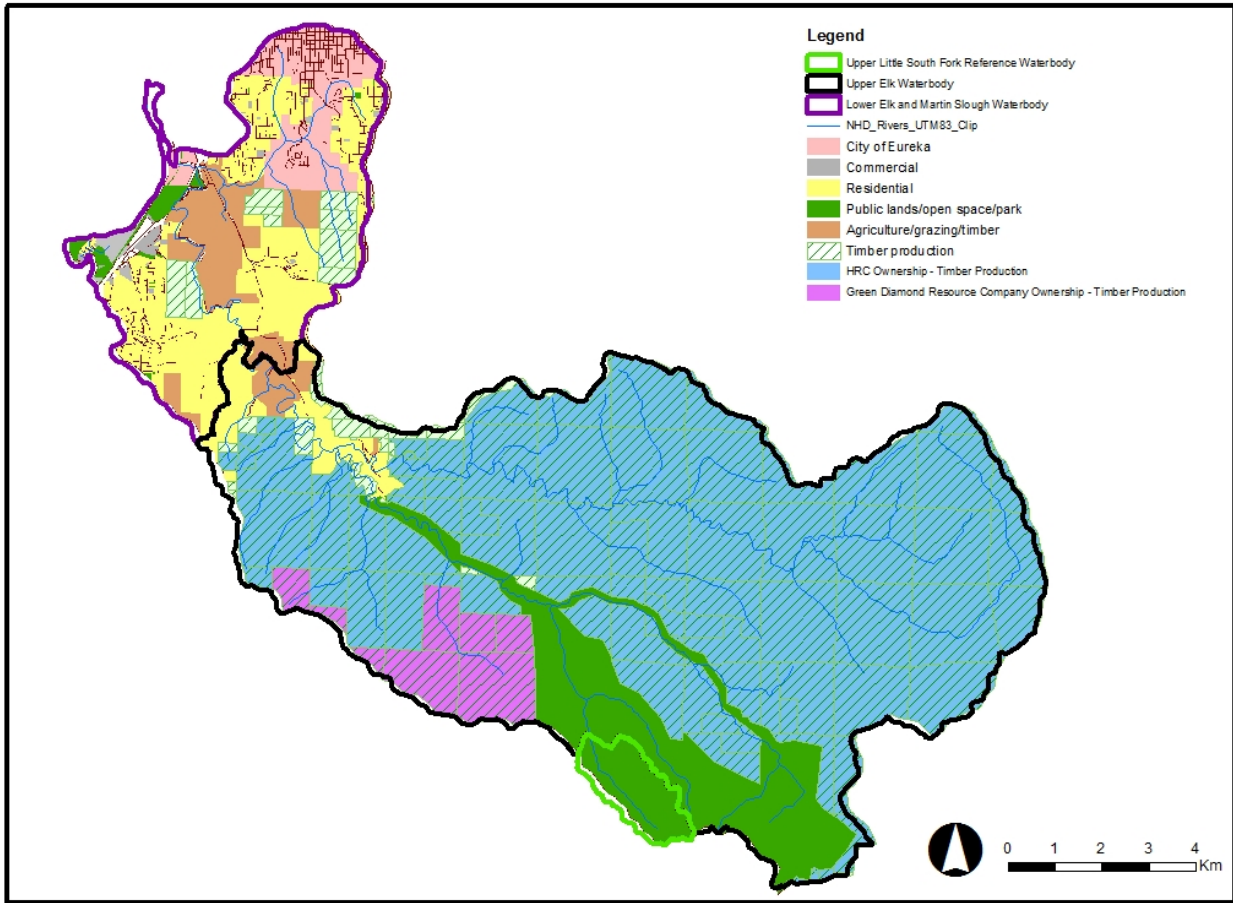 Legend
Upper Little South Fork Reference Waterbody
Upper Elk Waterbody
Lower Elk and Martin Slough Waterbody
NHD_Rivers_UTM83_Clip
City of Eureka
Commercial
Residential
Public lands/open space/park
Agriculture/grazing/timber
Timber production
HRC Ownership - Timber Production
Green Diamond Resource Company Ownership - Timber Production
0 1 2 3 4
Km